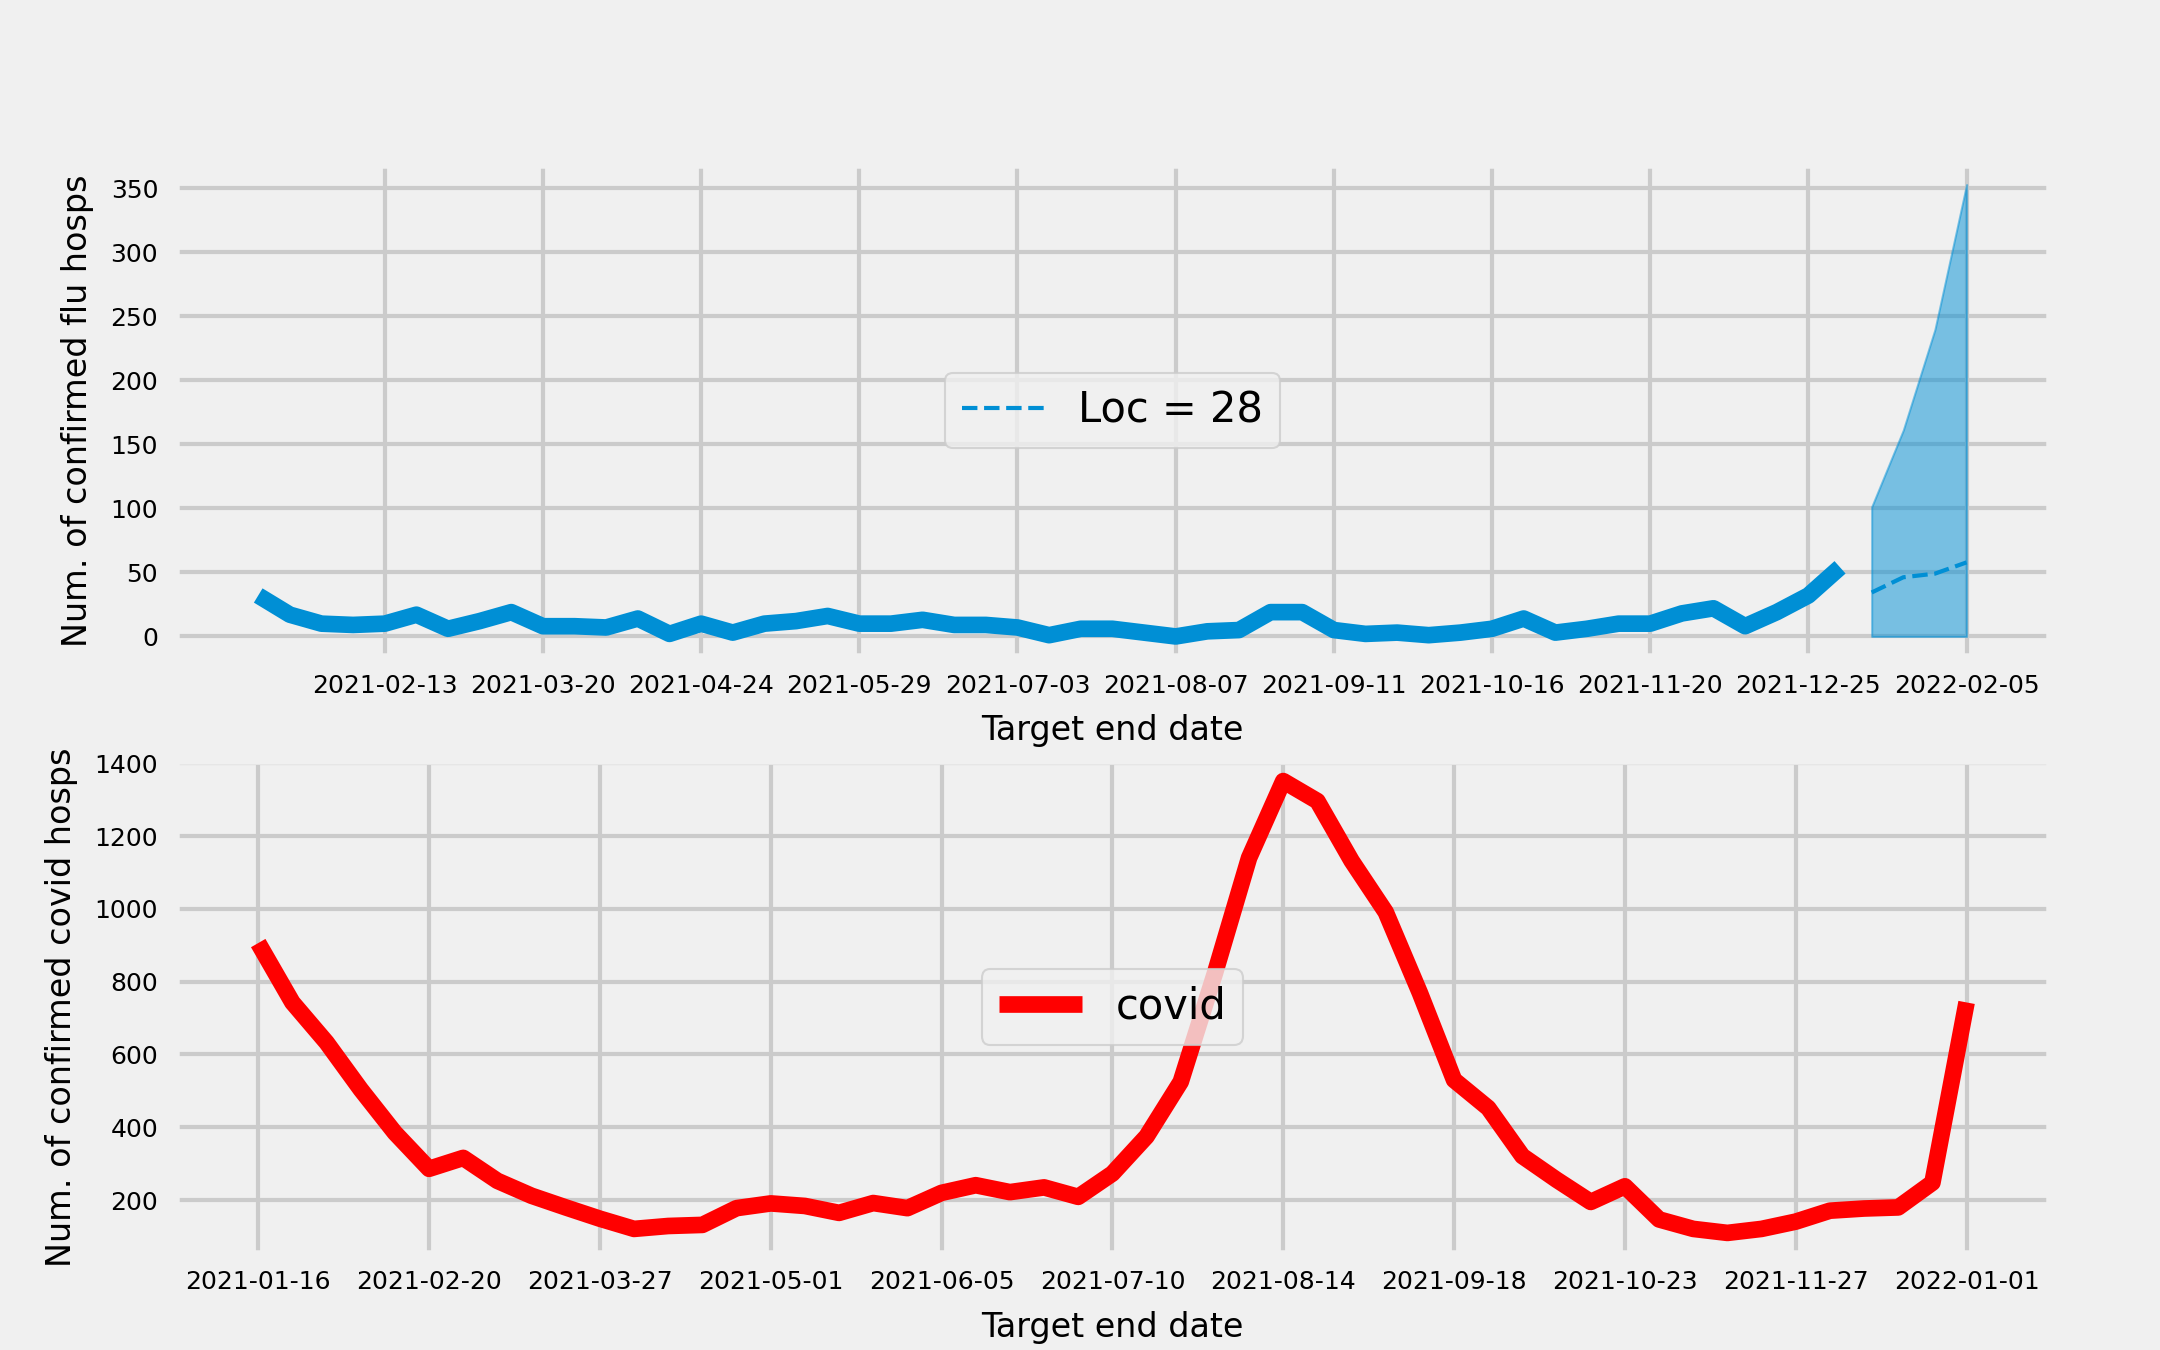 Num. of confirmed flu hosps
350
300
250
200
150
100
50
0
Loc = 28
2021-02-13 2021-03-20 2021-04-24 2021-05-29 2021-07-03 2021-08-07 2021-09-11 2021-10-16 2021-11-20 2021-12-25 2022-02-05
Target end date
Num. of confirmed covid hosps
1400
1200
1000
800
600
400
200
covid
2021-01-16 2021-02-20 2021-03-27 2021-05-01 2021-06-05 2021-07-10 2021-08-14 2021-09-18 2021-10-23 2021-11-27 2022-01-01
Target end date